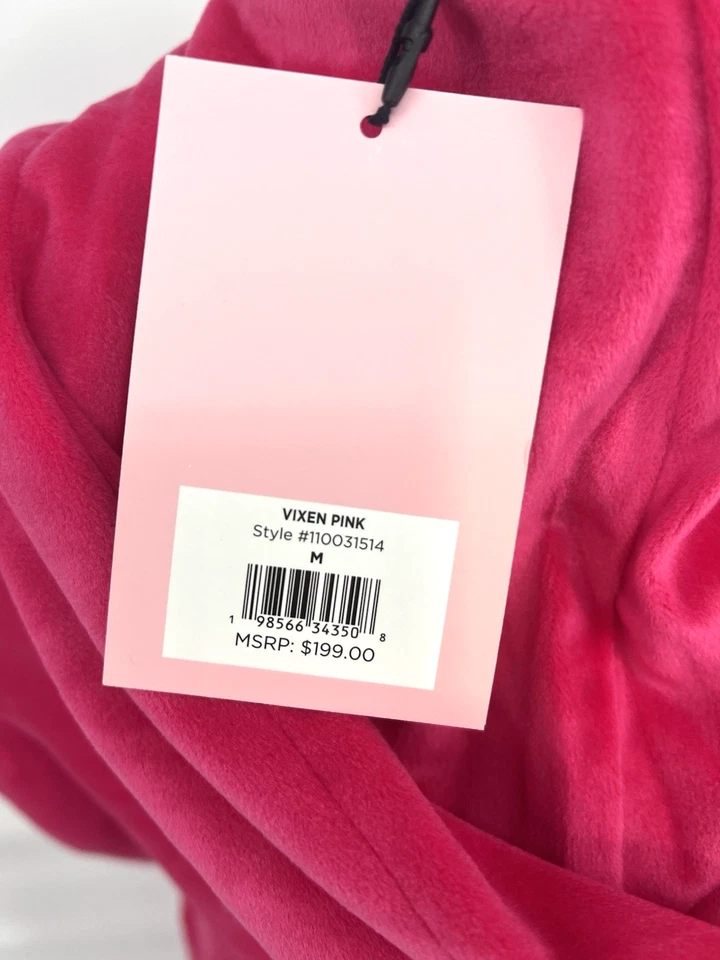 VIXEN PINK
Style #110031514
M
1 98566 34350 8
MSRP: $199.00